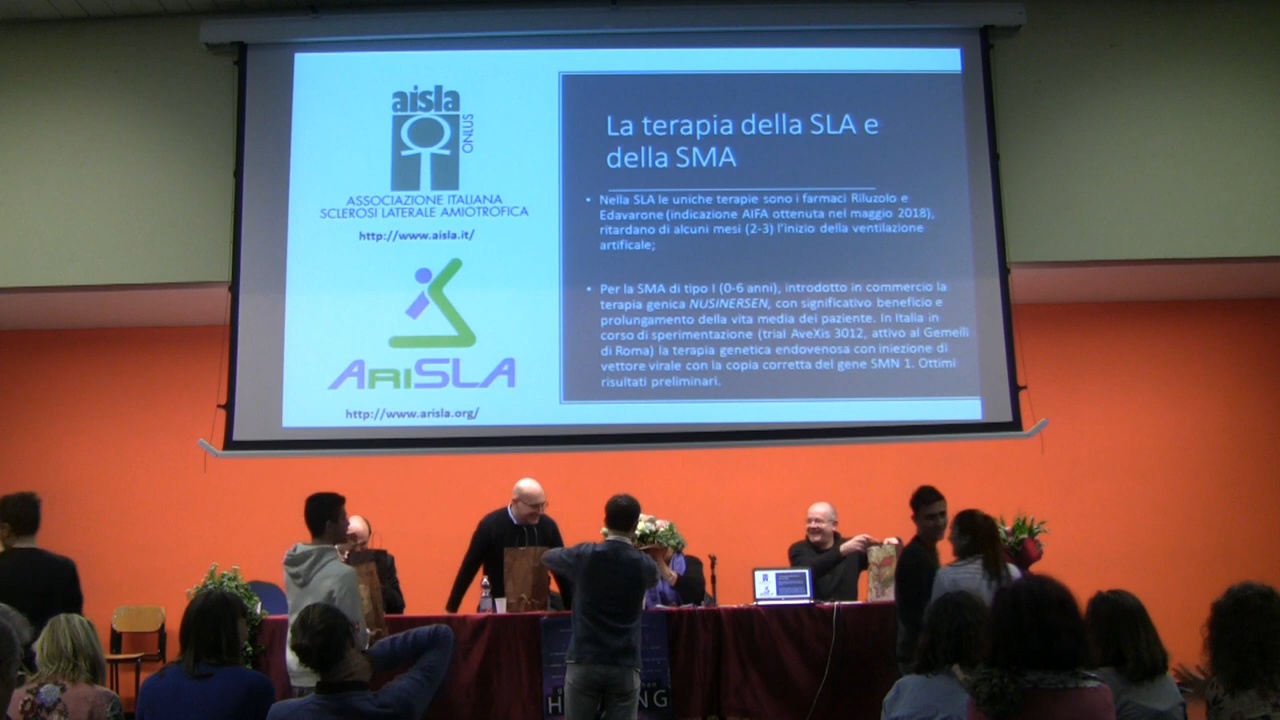 aisla
ONLUS
ASSOCIAZIONE ITALIANA
SCLEROSI LATERALE AMIOTROFICA
http://www.aisla.it/
ARISLA
http://www.arisla.org/
La terapia della SLA e
della SMA
• Nella SLA le uniche terapie sono i farmaci Riluzolo e
Edavarone (indicazione AIFA ottenuta nel maggio 2018),
ritardano di alcuni mesi (2-3) l'inizio della ventilazione
artificale;
• Per la SMA di tipo I (0-6 anni), introdotto in commercio la
terapia genica NUSINERSEN, con significativo beneficio e
prolungamento della vita media dei paziente. In Italia in
corso di sperimentazione (trial AveXis 3012, attivo al Gemelli
di Roma) la terapia genetica endovenosa con iniezione di
vettore virale con la copia corretta del gene SMN 1. Ottimi
risultati preliminari.